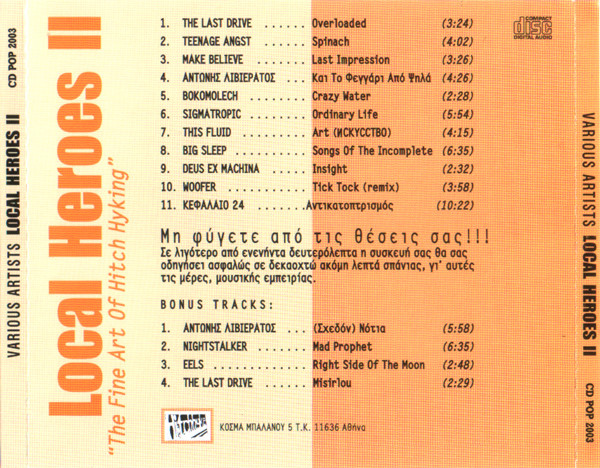 VARIOUS ARTISTS LOCAL HEROES II CD POP 2003
Local Heroes II
"The Fine Art Of Hitch Hyking"
1. THE LAST DRIVE ...... Overloaded (3:24)
2. TEENAGE ANGST ....... Spinach (4:02)
3. MAKE BELIEVE ........ Last Impression (3:26)
4. ΑΝΤΩΝΗΣ ΛΙΒΙΕΡΑΤΟΣ .. Και Το Φεγγάρι Από Ψηλά (4:26)
5. BOKOMOLECH .......... Crazy Water (2:28)
6. SIGMATROPIC ......... Ordinary Life (5:54)
7. THIS FLUID .......... Art (ИСКУССТВО) (4:15)
8. BIG SLEEP ........... Songs Of The Incomplete (6:35)
9. DEUS EX MACHINA ..... Insight (2:32)
10. WOOFER ............. Tick Tock (remix) (3:58)
11. ΚΕΦΑΛΑΙΟ 24 ........ Αντικατοπτρισμός (10:22)
COMPACT disc DIGITAL AUDIO
Μη φύγετε από τις θέσεις σας!!!
Σε λιγότερο από ενενήντα δευτερόλεπτα η συσκευή σας θα σας
οδηγήσει ασφαλώς σε δεκαοχτώ ακόμη λεπτά σπάνιας, γι' αυτές
τις μέρες, μουσικής εμπειρίας.
BONUS TRACKS:
1. ΑΝΤΩΝΗΣ ΛΙΒΙΕΡΑΤΟΣ ... (Σχεδόν) Νότια (5:58)
2. NIGHTSTALKER ....... Mad Prophet (6:35)
3. EELS ............... Right Side Of The Moon (2:48)
4. THE LAST DRIVE ..... Misirlou (2:29)
ΚΟΣΜΑ ΜΠΑΛΑΝΟΥ 5 Τ.Κ. 11636 Αθήνα
VARIOUS ARTISTS LOCAL HEROES II CD POP 2003